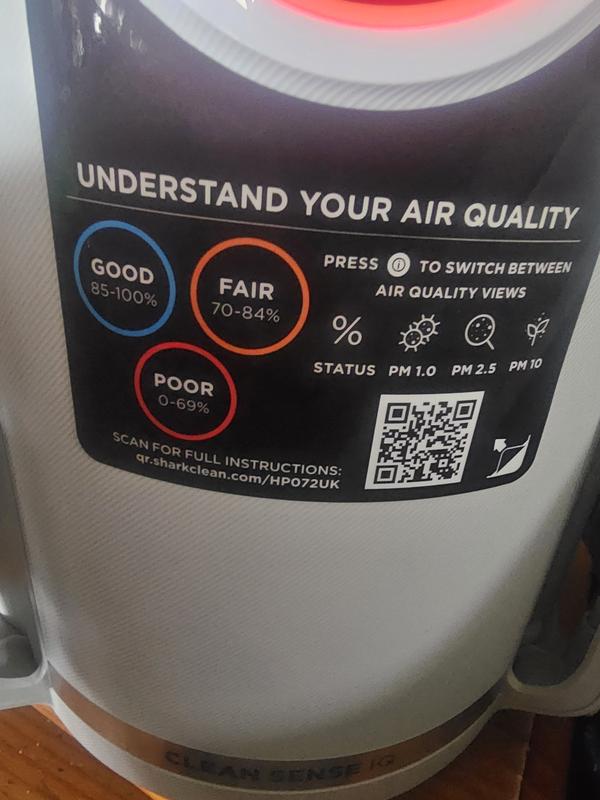 UNDERSTAND YOUR AIR QUALITY
GOOD
85-100%
FAIR
70-84%
POOR
0-69%
PRESS i TO SWITCH BETWEEN
AIR QUALITY VIEWS
%
STATUS PM 1.0 PM 2.5 PM 10
SCAN FOR FULL INSTRUCTIONS:
qr.sharkclean.com/HP072UK
CLEAN SENSE IQ